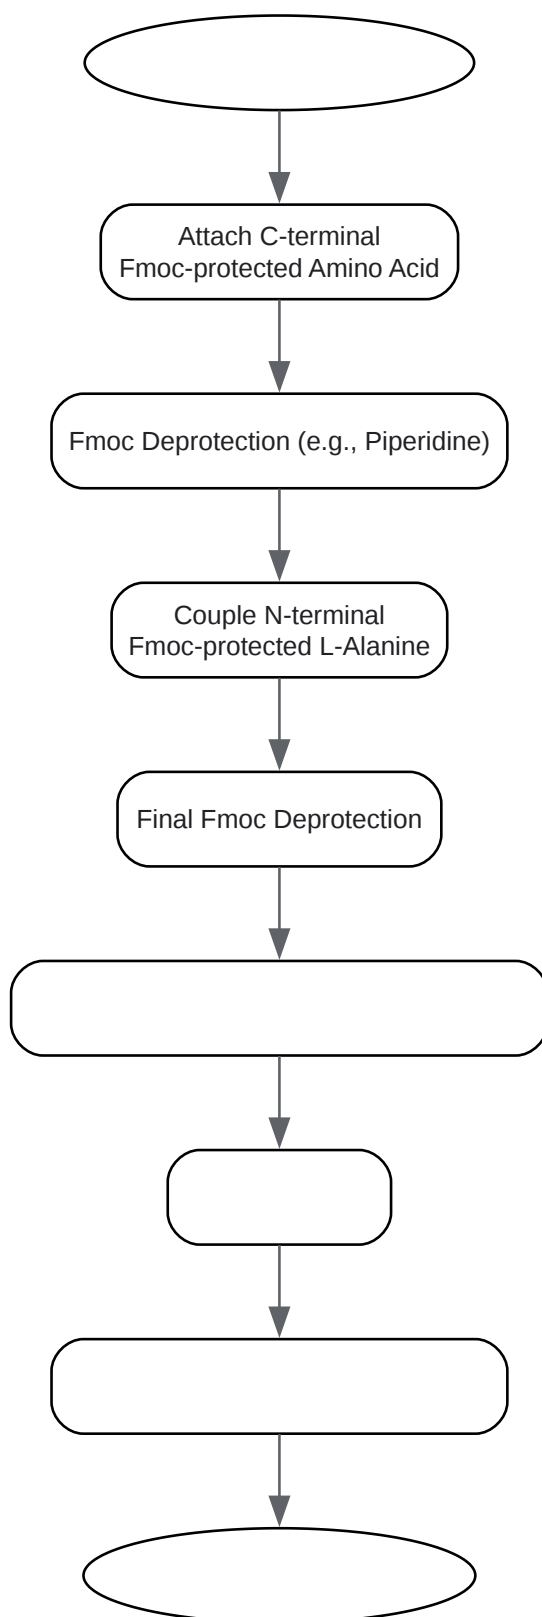 Attach C-terminal
Fmoc-protected Amino Acid
Fmoc Deprotection (e.g., Piperidine)
Couple N-terminal
Fmoc-protected L-Alanine
Final Fmoc Deprotection